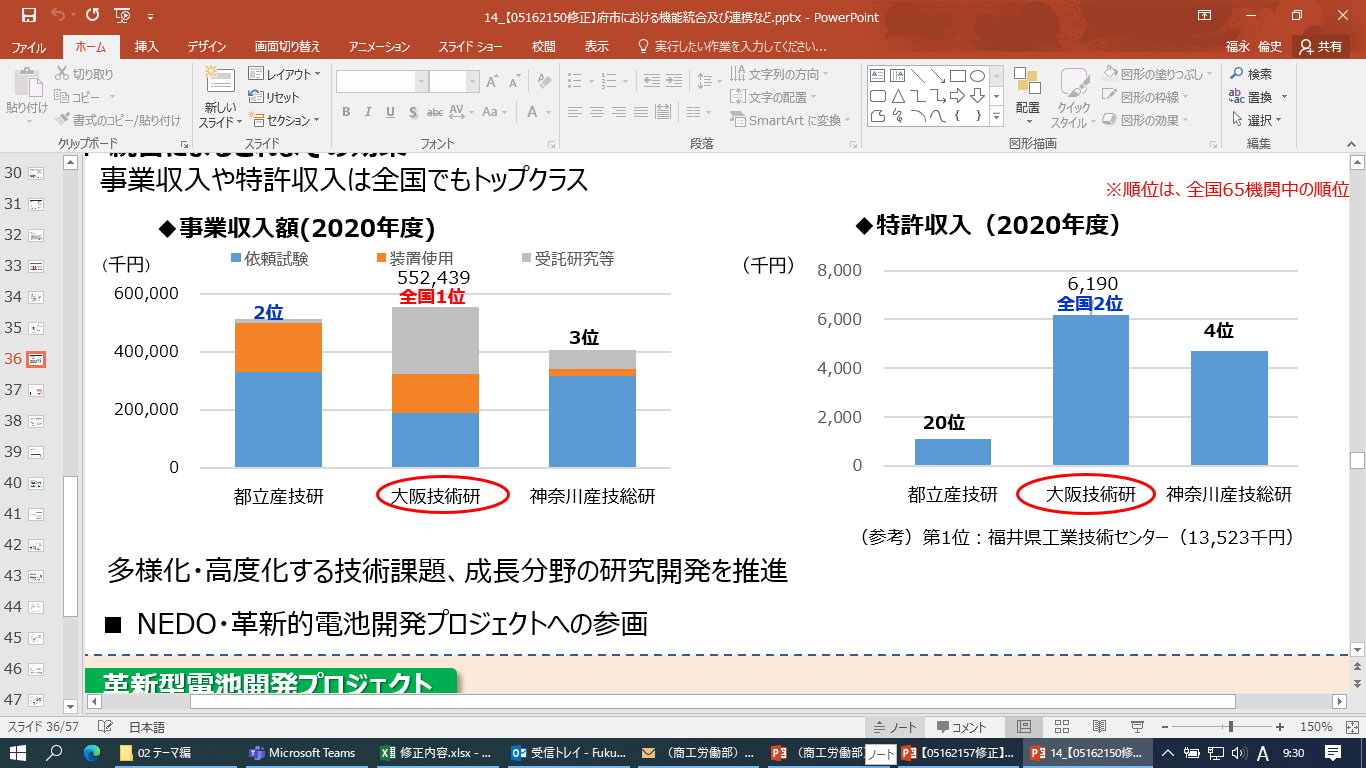 14_【05162150修正】府市における機能統合及び連携など.pptx - PowerPoint
ファイル ホーム 挿入 デザイン 画面切り替え アニメーション スライド ショー 校閲 表示 実行したい作業を入力してください... 福永 倫史 共有
貼り付け 切り取り コピー 書式のコピー/貼り付け
クリップボード
新しい スライド レイアウト リセット セクション
スライド
B I U S abc AV Aa A
フォント
文字列の方向 文字の配置 SmartArt に変換
段落
配置 クイック スタイル 図形の塗りつぶし 図形の枠線 図形の効果
図形描画
検索 置換 選択
編集
30
31
32
33
34
35
36
37
38
39
40
41
42
43
44
45
46
47
事業収入や特許収入は全国でもトップクラス
※順位は、全国65機関中の順位
◆事業収入額(2020年度)
(千円)
依頼試験 装置使用 受託研究等
552,439
全国1位
2位
3位
600,000
400,000
200,000
0
都立産技研 大阪技術研 神奈川産技総研
◆特許収入（2020年度）
（千円）
8,000
6,000
4,000
2,000
0
6,190
全国2位
4位
20位
都立産技研 大阪技術研 神奈川産技総研
（参考）第1位：福井県工業技術センター（13,523千円）
多様化・高度化する技術課題、成長分野の研究開発を推進
■ NEDO・革新的電池開発プロジェクトへの参画
革新型電池開発プロジェクト
スライド 36/57 日本語 ノート コメント 150%
02 テーマ編 Microsoft Teams 修正内容.xlsx - ... 受信トレイ - Fuku... （商工労働部）... （商工労働部 ノート 【05162157修正】... 14_【05162150修... A 9:30